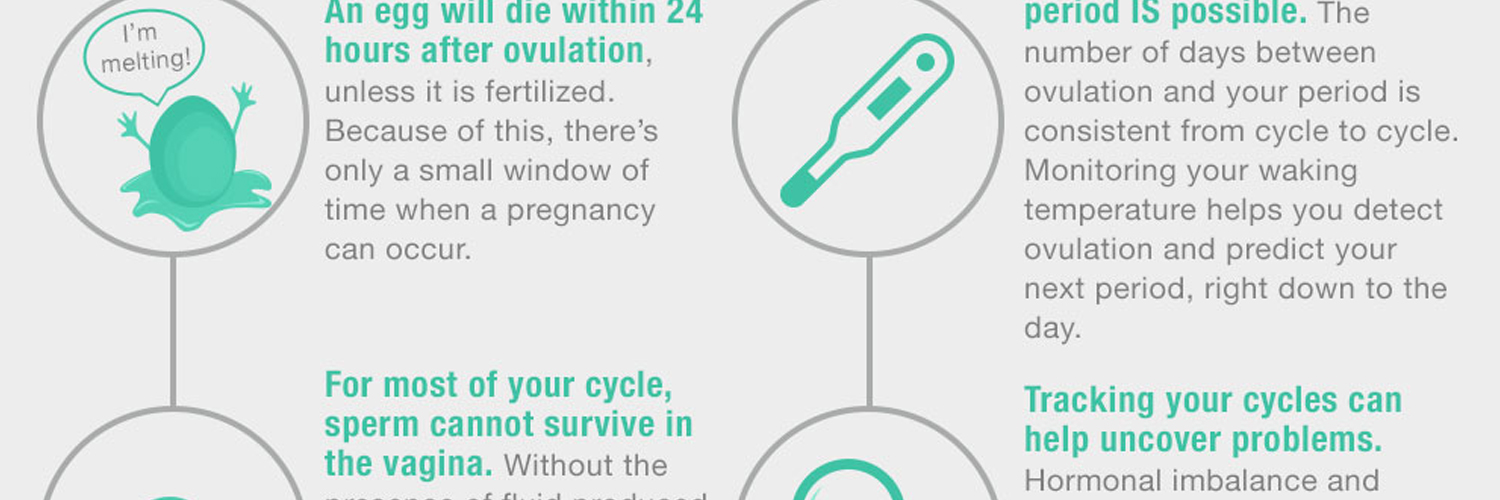 I'm
melting!
An egg will die within 24
hours after ovulation,
unless it is fertilized.
Because of this, there’s
only a small window of
time when a pregnancy
can occur.
For most of your cycle,
sperm cannot survive in
the vagina. Without the
presence of fluid produced
period IS possible. The
number of days between
ovulation and your period is
consistent from cycle to cycle.
Monitoring your waking
temperature helps you detect
ovulation and predict your
next period, right down to the
day.
Tracking your cycles can
help uncover problems.
Hormonal imbalance and